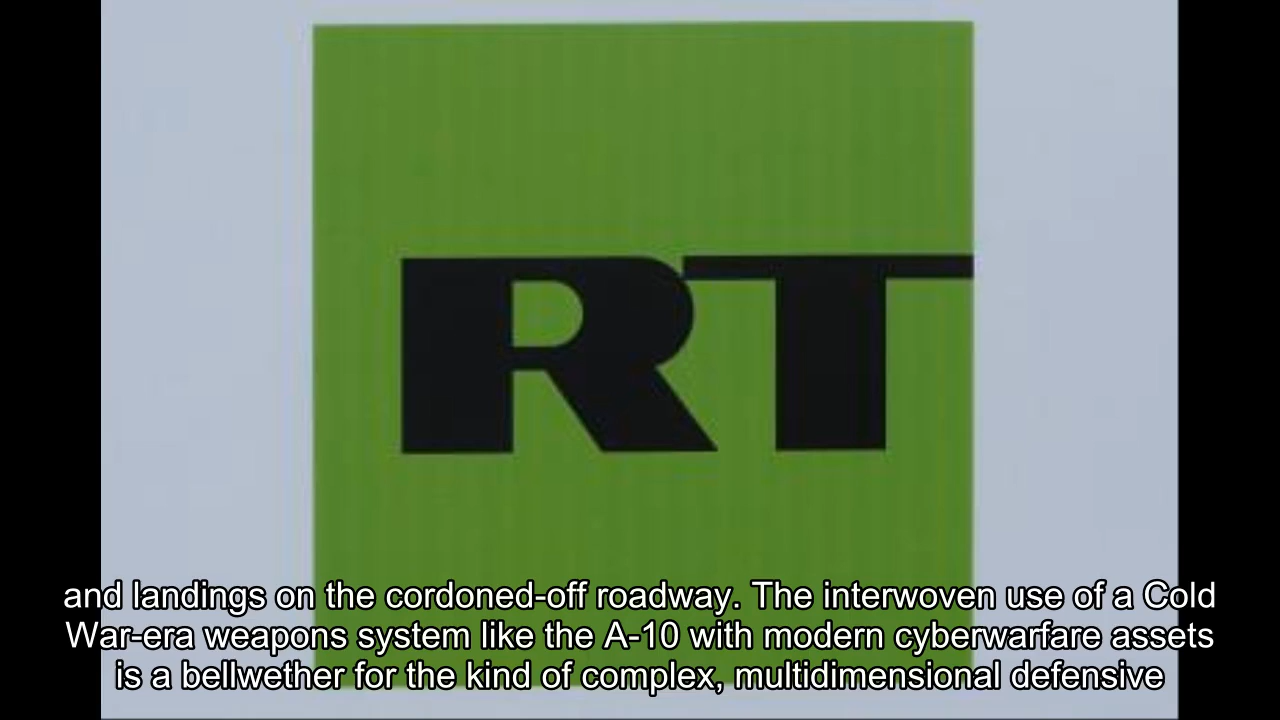 RT
and landings on the cordoned-off roadway. The interwoven use of a Cold
War-era weapons system like the A-10 with modern cyberwarfare assets
is a bellwether for the kind of complex, multidimensional defensive